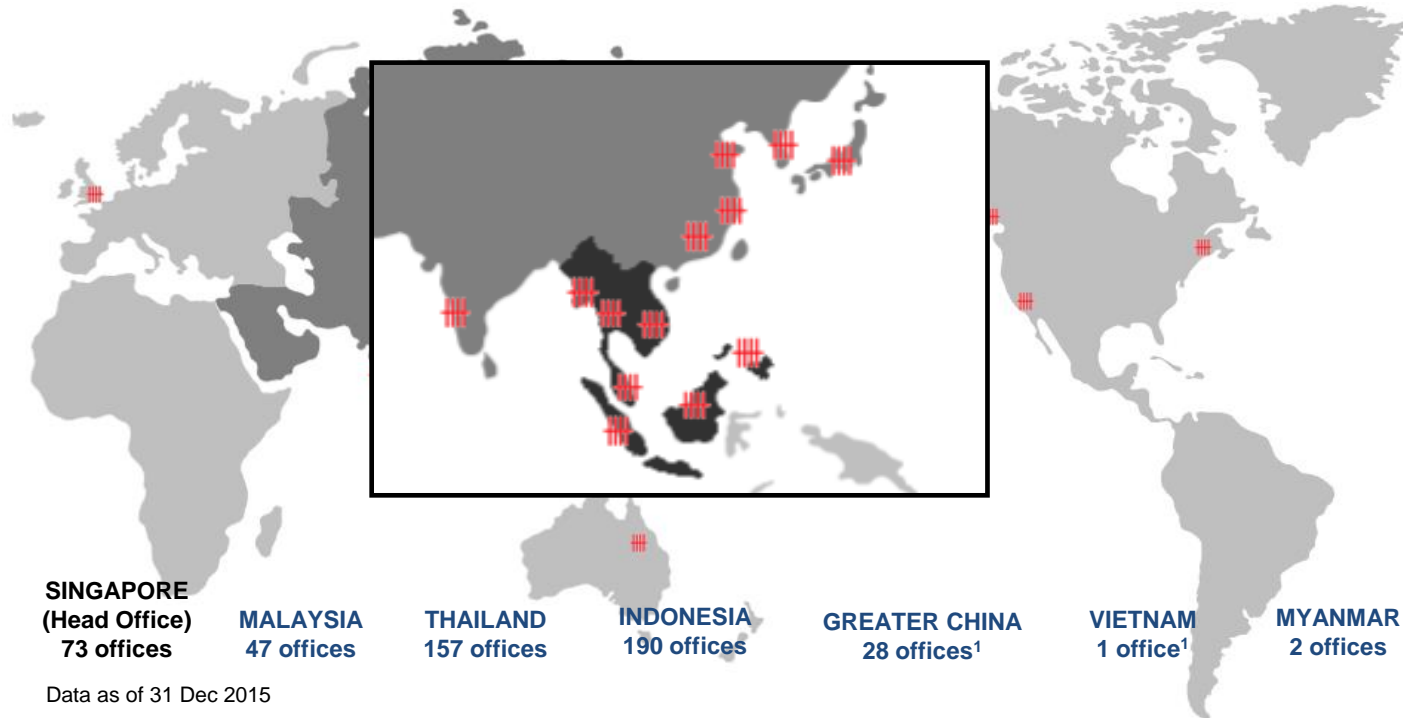 SINGAPORE
(Head Office)
73 offices
MALAYSIA
47 offices
THAILAND
157 offices
INDONESIA
190 offices
GREATER CHINA
28 offices¹
VIETNAM
1 office¹
MYANMAR
2 offices
Data as of 31 Dec 2015